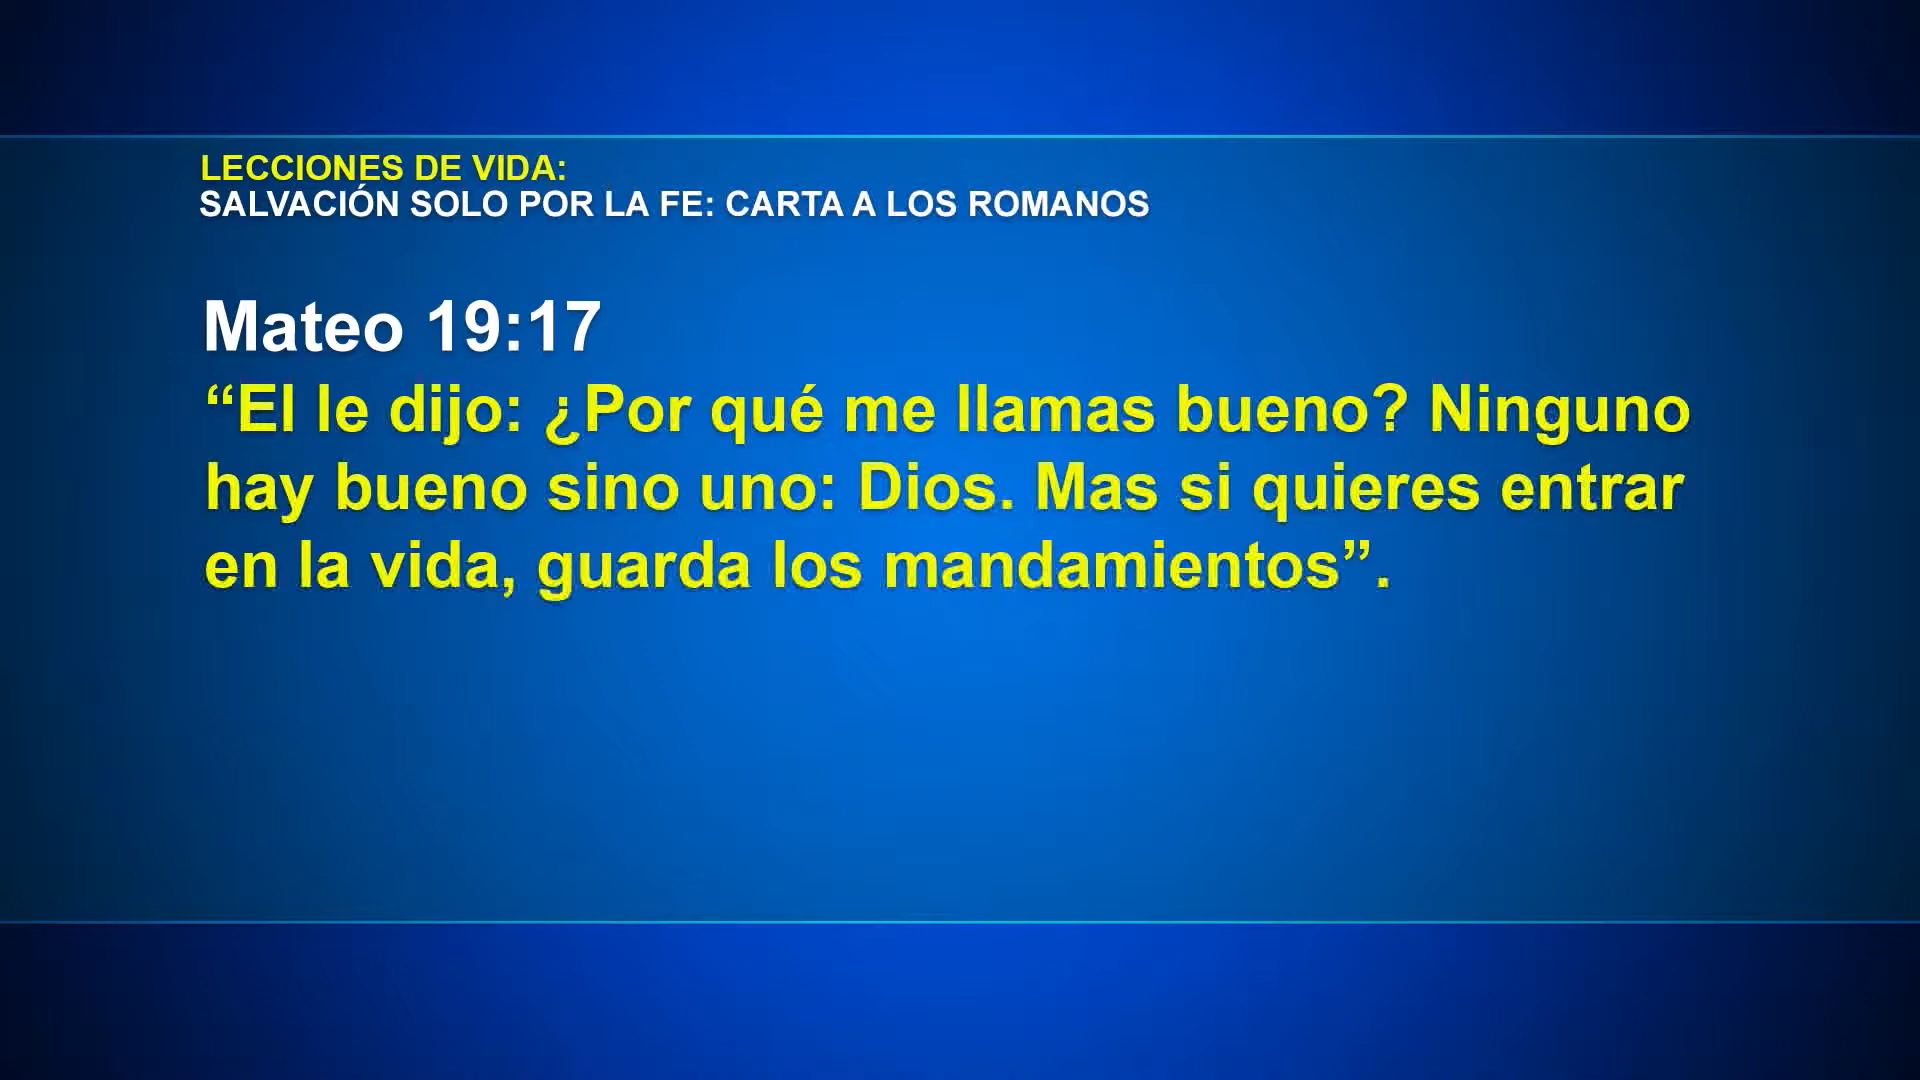 LECCIONES DE VIDA:
SALVACIÓN SOLO POR LA FE: CARTA A LOS ROMANOS
Mateo 19:17
“El le dijo: ¿Por qué me llamas bueno? Ninguno
hay bueno sino uno: Dios. Mas si quieres entrar
en la vida, guarda los mandamientos”.